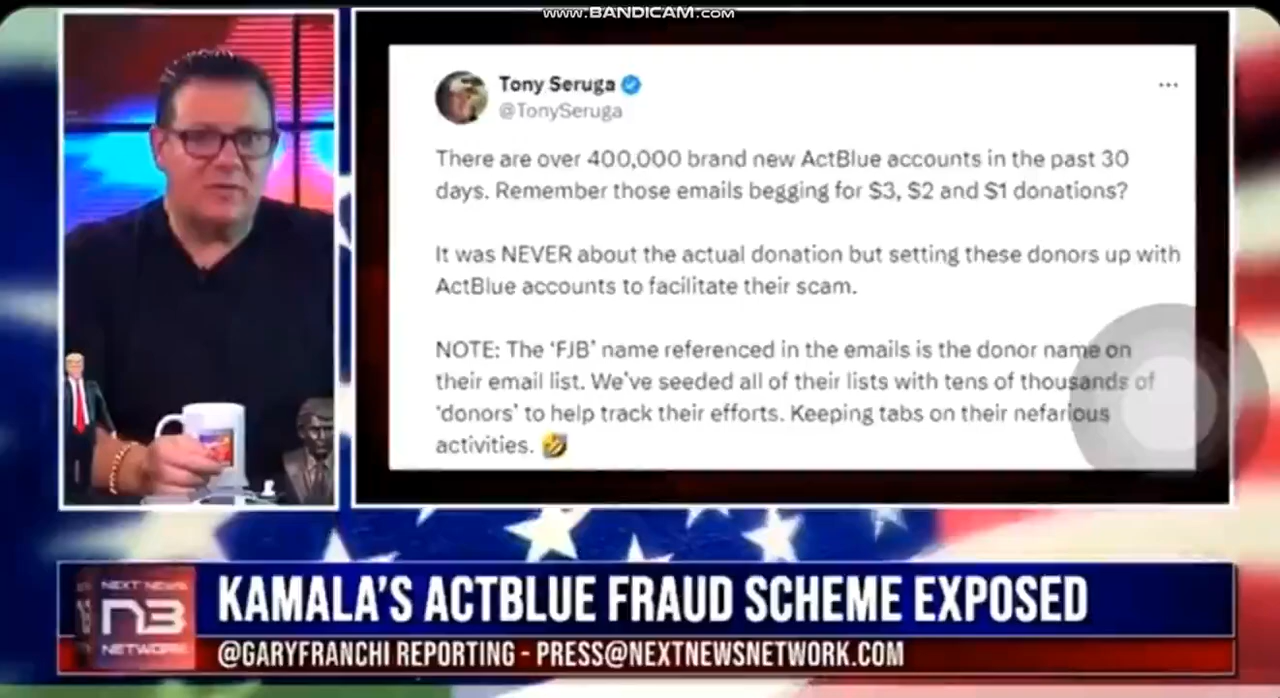 www.BANDICAM.com
Tony Seruga
@TonySeruga
There are over 400,000 brand new ActBlue accounts in the past 30
days. Remember those emails begging for $3, $2 and $1 donations?
It was NEVER about the actual donation but setting these donors up with
ActBlue accounts to facilitate their scam.
NOTE: The 'FJB' name referenced in the emails is the donor name on
their email list. We've seeded all of their lists with tens of thousands of
'donors' to help track their efforts. Keeping tabs on their nefarious
activities. 🤣
NEXT NEWS
N3
NETWORK
KAMALA'S ACTBLUE FRAUD SCHEME EXPOSED
@GARYFRANCHI REPORTING - PRESS@NEXTNEWSNETWORK.COM